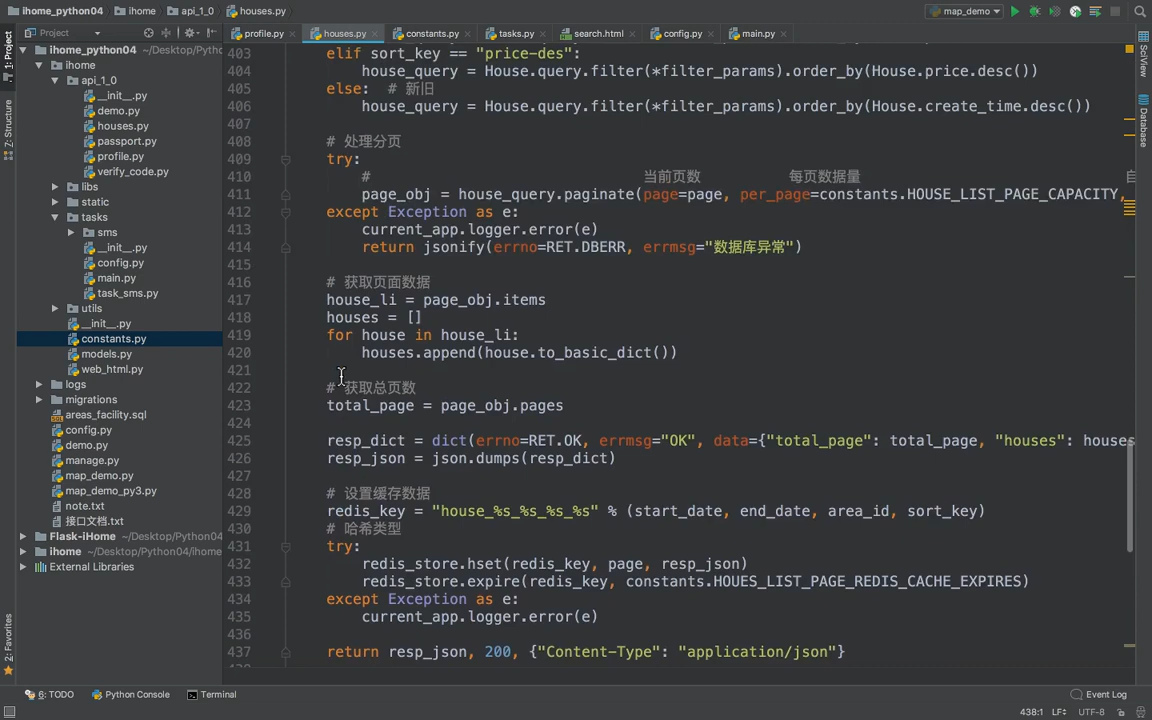 ihome_python04 ihome api_1_0 houses.py map_demo
Project profile.py houses.py constants.py tasks.py search.html config.py main.py
1: Project
Z: Structure
2: Favorites
SciView
Database
ihome_python04 ~/Desktop/Pytho
ihome
api_1_0
__init__.py
demo.py
houses.py
passport.py
profile.py
verify_code.py
libs
static
tasks
sms
__init__.py
config.py
main.py
task_sms.py
utils
__init__.py
constants.py
models.py
web_html.py
logs
migrations
areas_facility.sql
config.py
demo.py
manage.py
map_demo.py
map_demo_py3.py
note.txt
接口文档.txt
Flask-iHome ~/Desktop/Python04
ihome ~/Desktop/Python04/ihome
External Libraries
403 elif sort_key == "price-des":
404 house_query = House.query.filter(*filter_params).order_by(House.price.desc())
405 else: # 新旧
406 house_query = House.query.filter(*filter_params).order_by(House.create_time.desc())
407
408 # 处理分页
409 try:
410 # 当前页数 每页数据量 自
411 page_obj = house_query.paginate(page=page, per_page=constants.HOUSE_LIST_PAGE_CAPACITY,
412 except Exception as e:
413 current_app.logger.error(e)
414 return jsonify(errno=RET.DBERR, errmsg="数据库异常")
415
416 # 获取页面数据
417 house_li = page_obj.items
418 houses = []
419 for house in house_li:
420 houses.append(house.to_basic_dict())
421
422 # 获取总页数
423 total_page = page_obj.pages
424
425 resp_dict = dict(errno=RET.OK, errmsg="OK", data={"total_page": total_page, "houses": houses
426 resp_json = json.dumps(resp_dict)
427
428 # 设置缓存数据
429 redis_key = "house_%s_%s_%s_%s" % (start_date, end_date, area_id, sort_key)
430 # 哈希类型
431 try:
432 redis_store.hset(redis_key, page, resp_json)
433 redis_store.expire(redis_key, constants.HOUES_LIST_PAGE_REDIS_CACHE_EXPIRES)
434 except Exception as e:
435 current_app.logger.error(e)
436
437 return resp_json, 200, {"Content-Type": "application/json"}
6: TODO Python Console Terminal Event Log
438:1 LF UTF-8